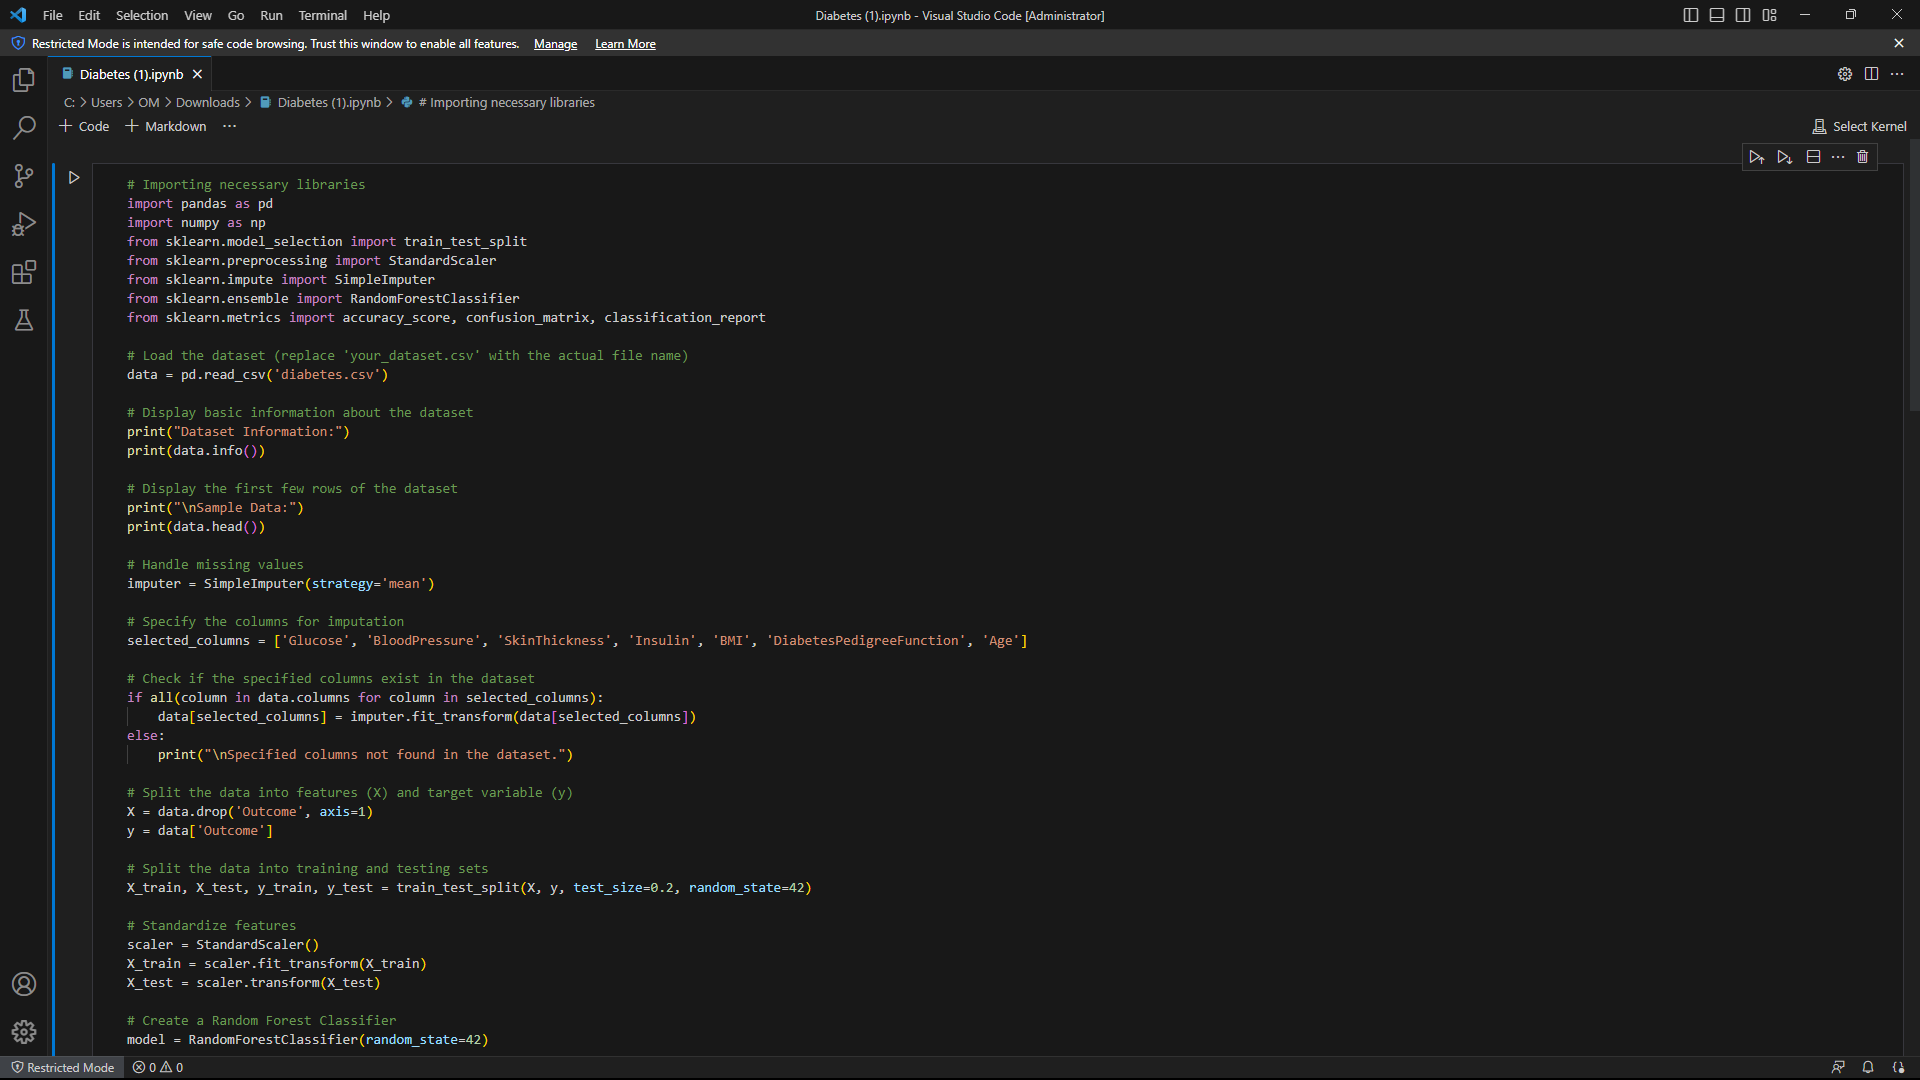 File Edit Selection View Go Run Terminal Help
Diabetes (1).ipynb - Visual Studio Code [Administrator]
Restricted Mode is intended for safe code browsing. Trust this window to enable all features. Manage Learn More
Diabetes (1).ipynb
C: > Users > OM > Downloads > Diabetes (1).ipynb > # Importing necessary libraries
+ Code + Markdown ···
Select Kernel
# Importing necessary libraries
import pandas as pd
import numpy as np
from sklearn.model_selection import train_test_split
from sklearn.preprocessing import StandardScaler
from sklearn.impute import SimpleImputer
from sklearn.ensemble import RandomForestClassifier
from sklearn.metrics import accuracy_score, confusion_matrix, classification_report
# Load the dataset (replace 'your_dataset.csv' with the actual file name)
data = pd.read_csv('diabetes.csv')
# Display basic information about the dataset
print("Dataset Information:")
print(data.info())
# Display the first few rows of the dataset
print("\nSample Data:")
print(data.head())
# Handle missing values
imputer = SimpleImputer(strategy='mean')
# Specify the columns for imputation
selected_columns = ['Glucose', 'BloodPressure', 'SkinThickness', 'Insulin', 'BMI', 'DiabetesPedigreeFunction', 'Age']
# Check if the specified columns exist in the dataset
if all(column in data.columns for column in selected_columns):
    data[selected_columns] = imputer.fit_transform(data[selected_columns])
else:
    print("\nSpecified columns not found in the dataset.")
# Split the data into features (X) and target variable (y)
X = data.drop('Outcome', axis=1)
y = data['Outcome']
# Split the data into training and testing sets
X_train, X_test, y_train, y_test = train_test_split(X, y, test_size=0.2, random_state=42)
# Standardize features
scaler = StandardScaler()
X_train = scaler.fit_transform(X_train)
X_test = scaler.transform(X_test)
# Create a Random Forest Classifier
model = RandomForestClassifier(random_state=42)
Restricted Mode 0 0